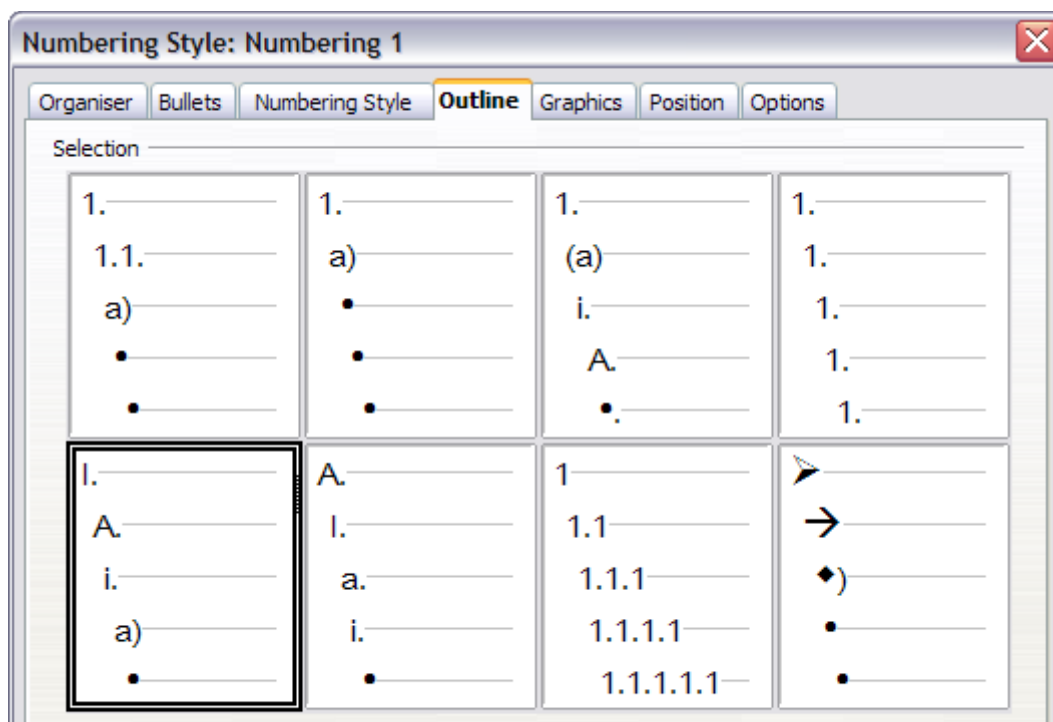 Numbering Style: Numbering 1
Organiser Bullets Numbering Style Outline Graphics Position Options
Selection
1. 1. 1. 1.
1.1. a) (a) 1.
a) • i. 1.
• • A. 1.
• • •. 1.
I. A. 1 ➢
A. I. 1.1 →
i. a. 1.1.1 ◆)
a) i. 1.1.1.1 •
• • 1.1.1.1.1 •